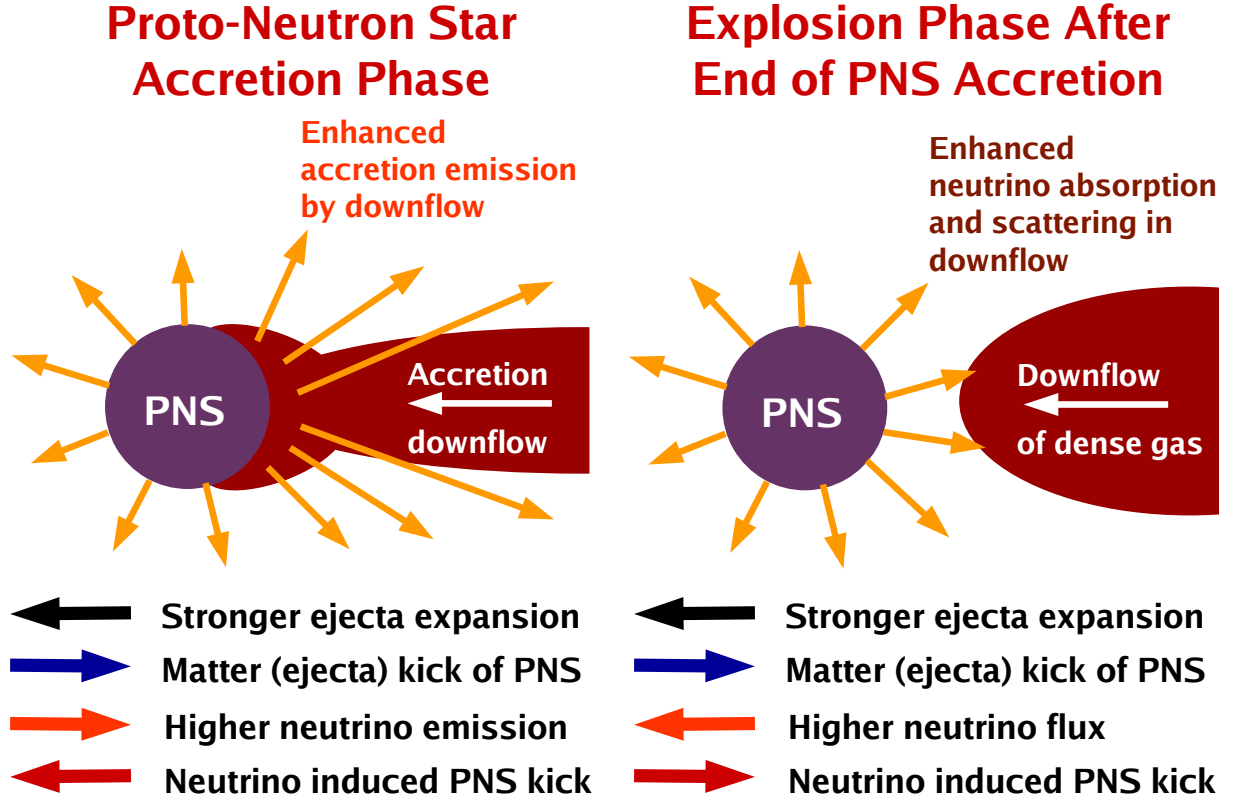 Proto-Neutron Star
Accretion Phase
Enhanced
accretion emission
by downflow
PNS
Accretion
downflow
Stronger ejecta expansion
Matter (ejecta) kick of PNS
Higher neutrino emission
Neutrino induced PNS kick
Explosion Phase After
End of PNS Accretion
Enhanced
neutrino absorption
and scattering in
downflow
PNS
Downflow
of dense gas
Stronger ejecta expansion
Matter (ejecta) kick of PNS
Higher neutrino flux
Neutrino induced PNS kick